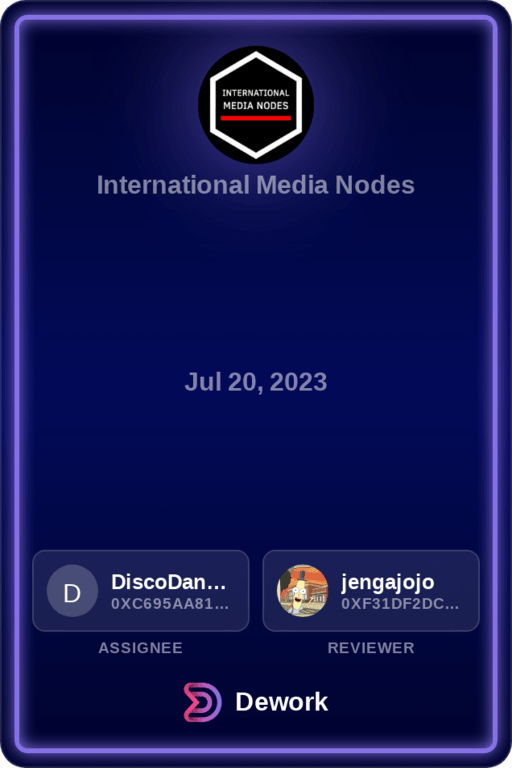 INTERNATIONAL
MEDIA NODES
International Media Nodes
Jul 20, 2023
D
DiscoDan...
0XC695AA81...
jengajojo
0XF31DF2DC...
ASSIGNEE
REVIEWER
Dework